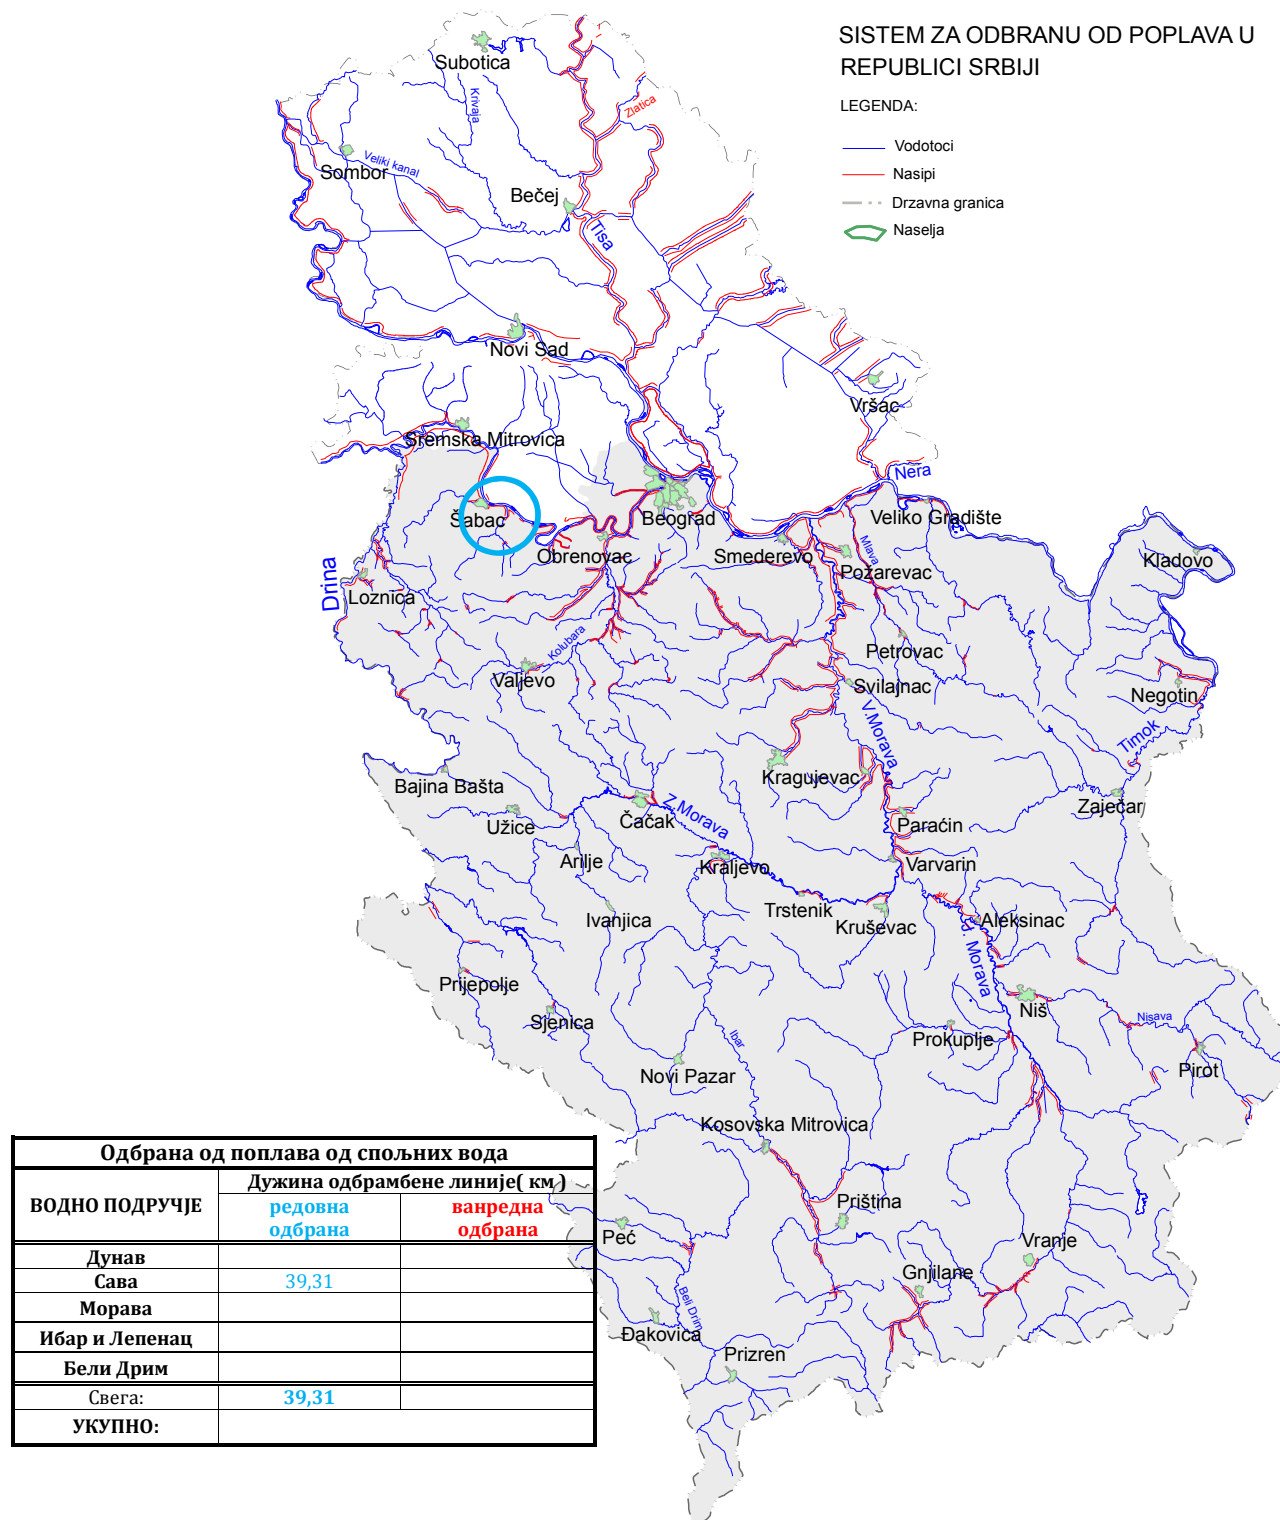 SISTEM ZA ODBRANU OD POPLAVA U
REPUBLICI SRBIJI
LEGENDA:
Vodotoci
Nasipi
Drzavna granica
Naselja
Subotica
Krivaja
Zlatica
Sombor
Veliki kanal
Bečej
Tisa
Novi Sad
Vršac
Sremska Mitrovica
Nera
Šabac
Beograd
Veliko Gradište
Obrenovac
Smederevo
Mlava
Požarevac
Kladovo
Drina
Loznica
Kolubara
Petrovac
Valjevo
Svilajnac
Negotin
V.Morava
Timok
Bajina Bašta
Kragujevac
Zaječar
Užice
Čačak
Z.Morava
Paraćin
Arilje
Kraljevo
Varvarin
Ivanjica
Trstenik
Kruševac
Aleksinac
J. Morava
Prijepolje
Sjenica
Niš
Nisava
Ibar
Prokuplje
Novi Pazar
Pirot
Kosovska Mitrovica
Priština
Peć
Vranje
Gnjilane
Beli Drim
Đakovica
Prizren
Одбрана од поплава од спољних вода
ВОДНО ПОДРУЧЈЕ
Дужина одбрамбене линије( км )
редовна
одбрана
ванредна
одбрана
Дунав
Сава 39,31
Морава
Ибар и Лепенац
Бели Дрим
Свега: 39,31
УКУПНО: